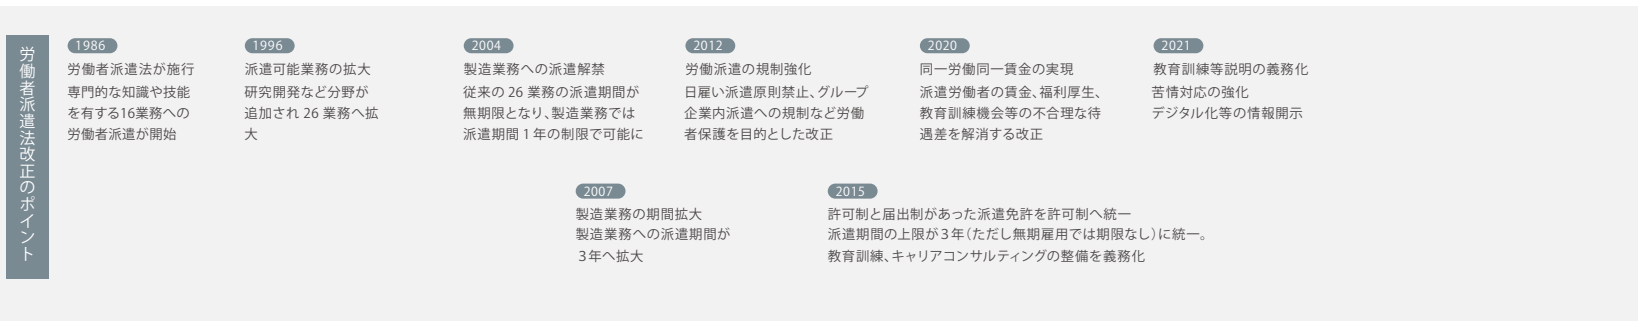 労働者派遣法改正のポイント
1986
労働者派遣法が施行
専門的な知識や技能
を有する16業務への
労働者派遣が開始
1996
派遣可能業務の拡大
研究開発など分野が
追加され 26 業務へ拡
大
2004
製造業務への派遣解禁
従来の 26 業務の派遣期間が
無期限となり、製造業務では
派遣期間 1 年の制限で可能に
2007
製造業務の期間拡大
製造業務への派遣期間が
3年へ拡大
2012
労働派遣の規制強化
日雇い派遣原則禁止、グループ
企業内派遣への規制など労働
者保護を目的とした改正
2015
許可制と届出制があった派遣免許を許可制へ統一
派遣期間の上限が３年（ただし無期雇用では期限なし）に統一。
教育訓練、キャリアコンサルティングの整備を義務化
2020
同一労働同一賃金の実現
派遣労働者の賃金、福利厚生、
教育訓練機会等の不合理な待
遇差を解消する改正
2021
教育訓練等説明の義務化
苦情対応の強化
デジタル化等の情報開示